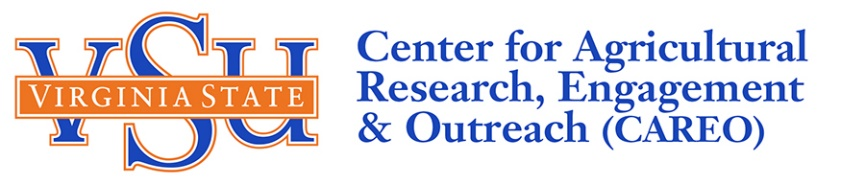 VSU
VIRGINIA STATE
Center for Agricultural
Research, Engagement
& Outreach (CAREO)